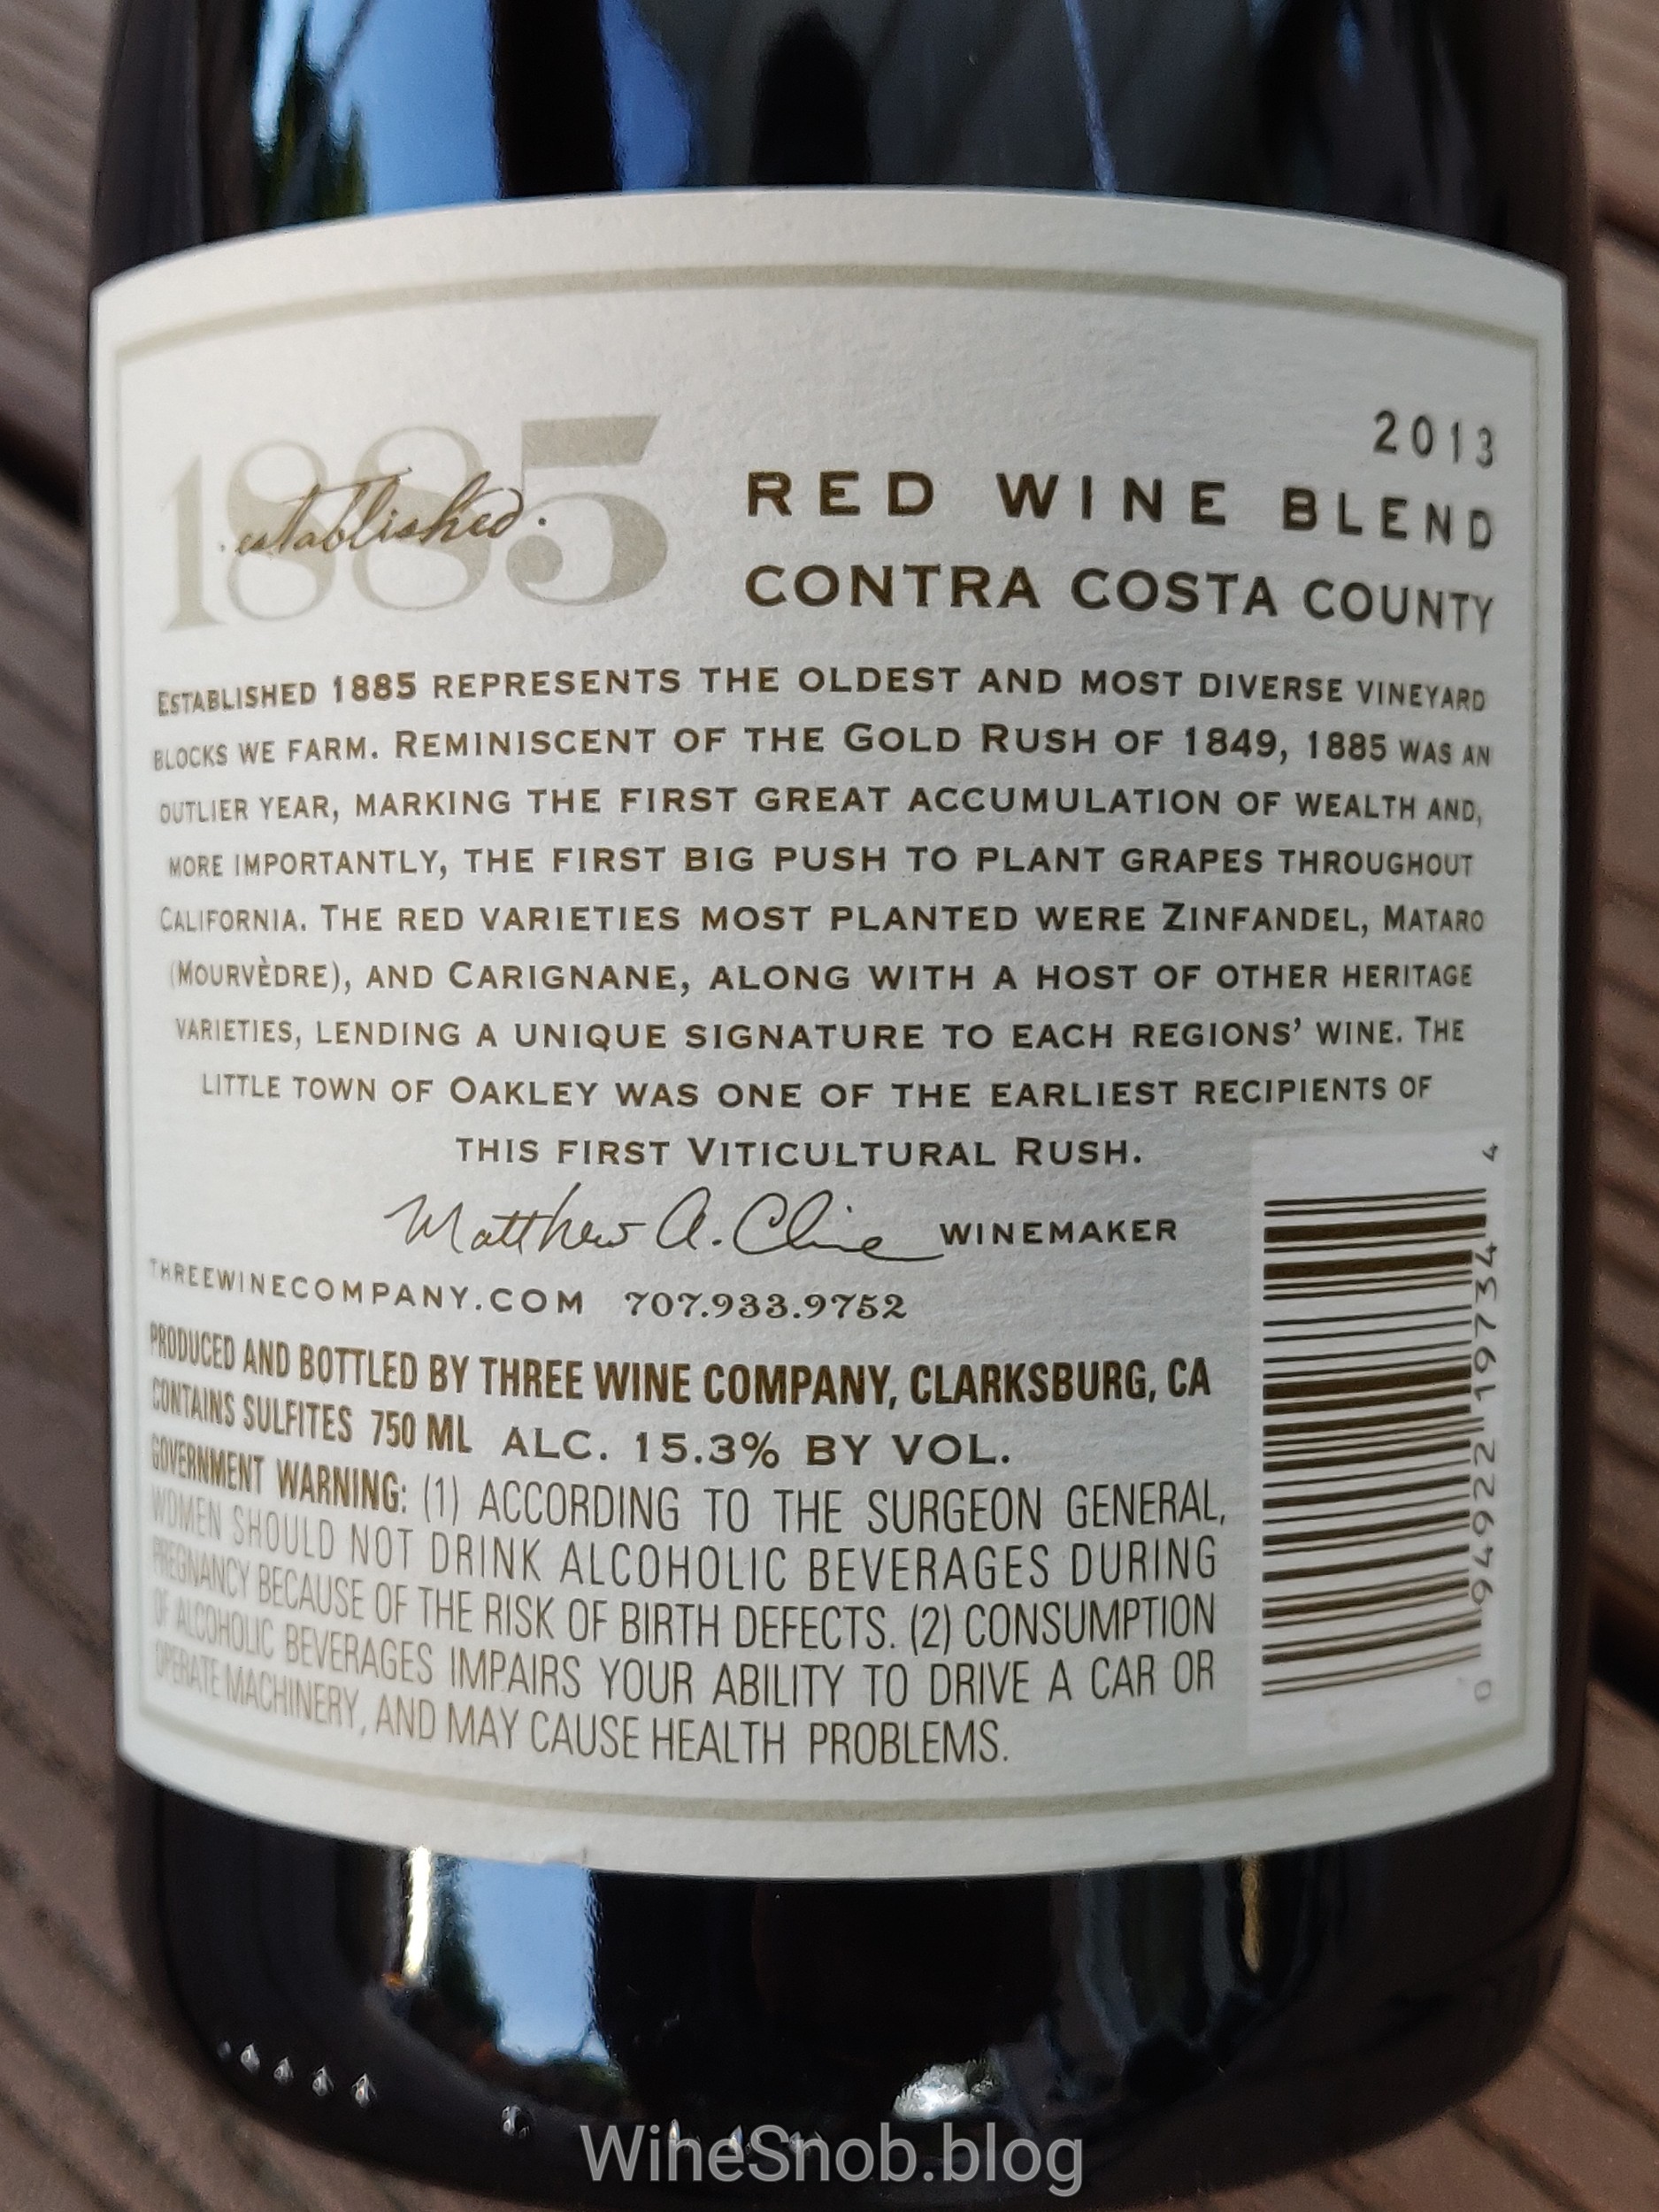 2013
1885
established
RED WINE BLEND
CONTRA COSTA COUNTY
ESTABLISHED 1885 REPRESENTS THE OLDEST AND MOST DIVERSE VINEYARD
BLOCKS WE FARM. REMINISCENT OF THE GOLD RUSH OF 1849, 1885 WAS AN
OUTLIER YEAR, MARKING THE FIRST GREAT ACCUMULATION OF WEALTH AND,
MORE IMPORTANTLY, THE FIRST BIG PUSH TO PLANT GRAPES THROUGHOUT
CALIFORNIA. THE RED VARIETIES MOST PLANTED WERE ZINFANDEL, MATARO
(MOURVÈDRE), AND CARIGNANE, ALONG WITH A HOST OF OTHER HERITAGE
VARIETIES, LENDING A UNIQUE SIGNATURE TO EACH REGIONS' WINE. THE
LITTLE TOWN OF OAKLEY WAS ONE OF THE EARLIEST RECIPIENTS OF
THIS FIRST VITICULTURAL RUSH.
Matthew A. Cline WINEMAKER
THREEWINECOMPANY.COM 707.933.9752
PRODUCED AND BOTTLED BY THREE WINE COMPANY, CLARKSBURG, CA
CONTAINS SULFITES 750 ML ALC. 15.3% BY VOL.
GOVERNMENT WARNING: (1) ACCORDING TO THE SURGEON GENERAL,
WOMEN SHOULD NOT DRINK ALCOHOLIC BEVERAGES DURING
PREGNANCY BECAUSE OF THE RISK OF BIRTH DEFECTS. (2) CONSUMPTION
OF ALCOHOLIC BEVERAGES IMPAIRS YOUR ABILITY TO DRIVE A CAR OR
OPERATE MACHINERY, AND MAY CAUSE HEALTH PROBLEMS.
0 94922 19734 4
WineSnob.blog